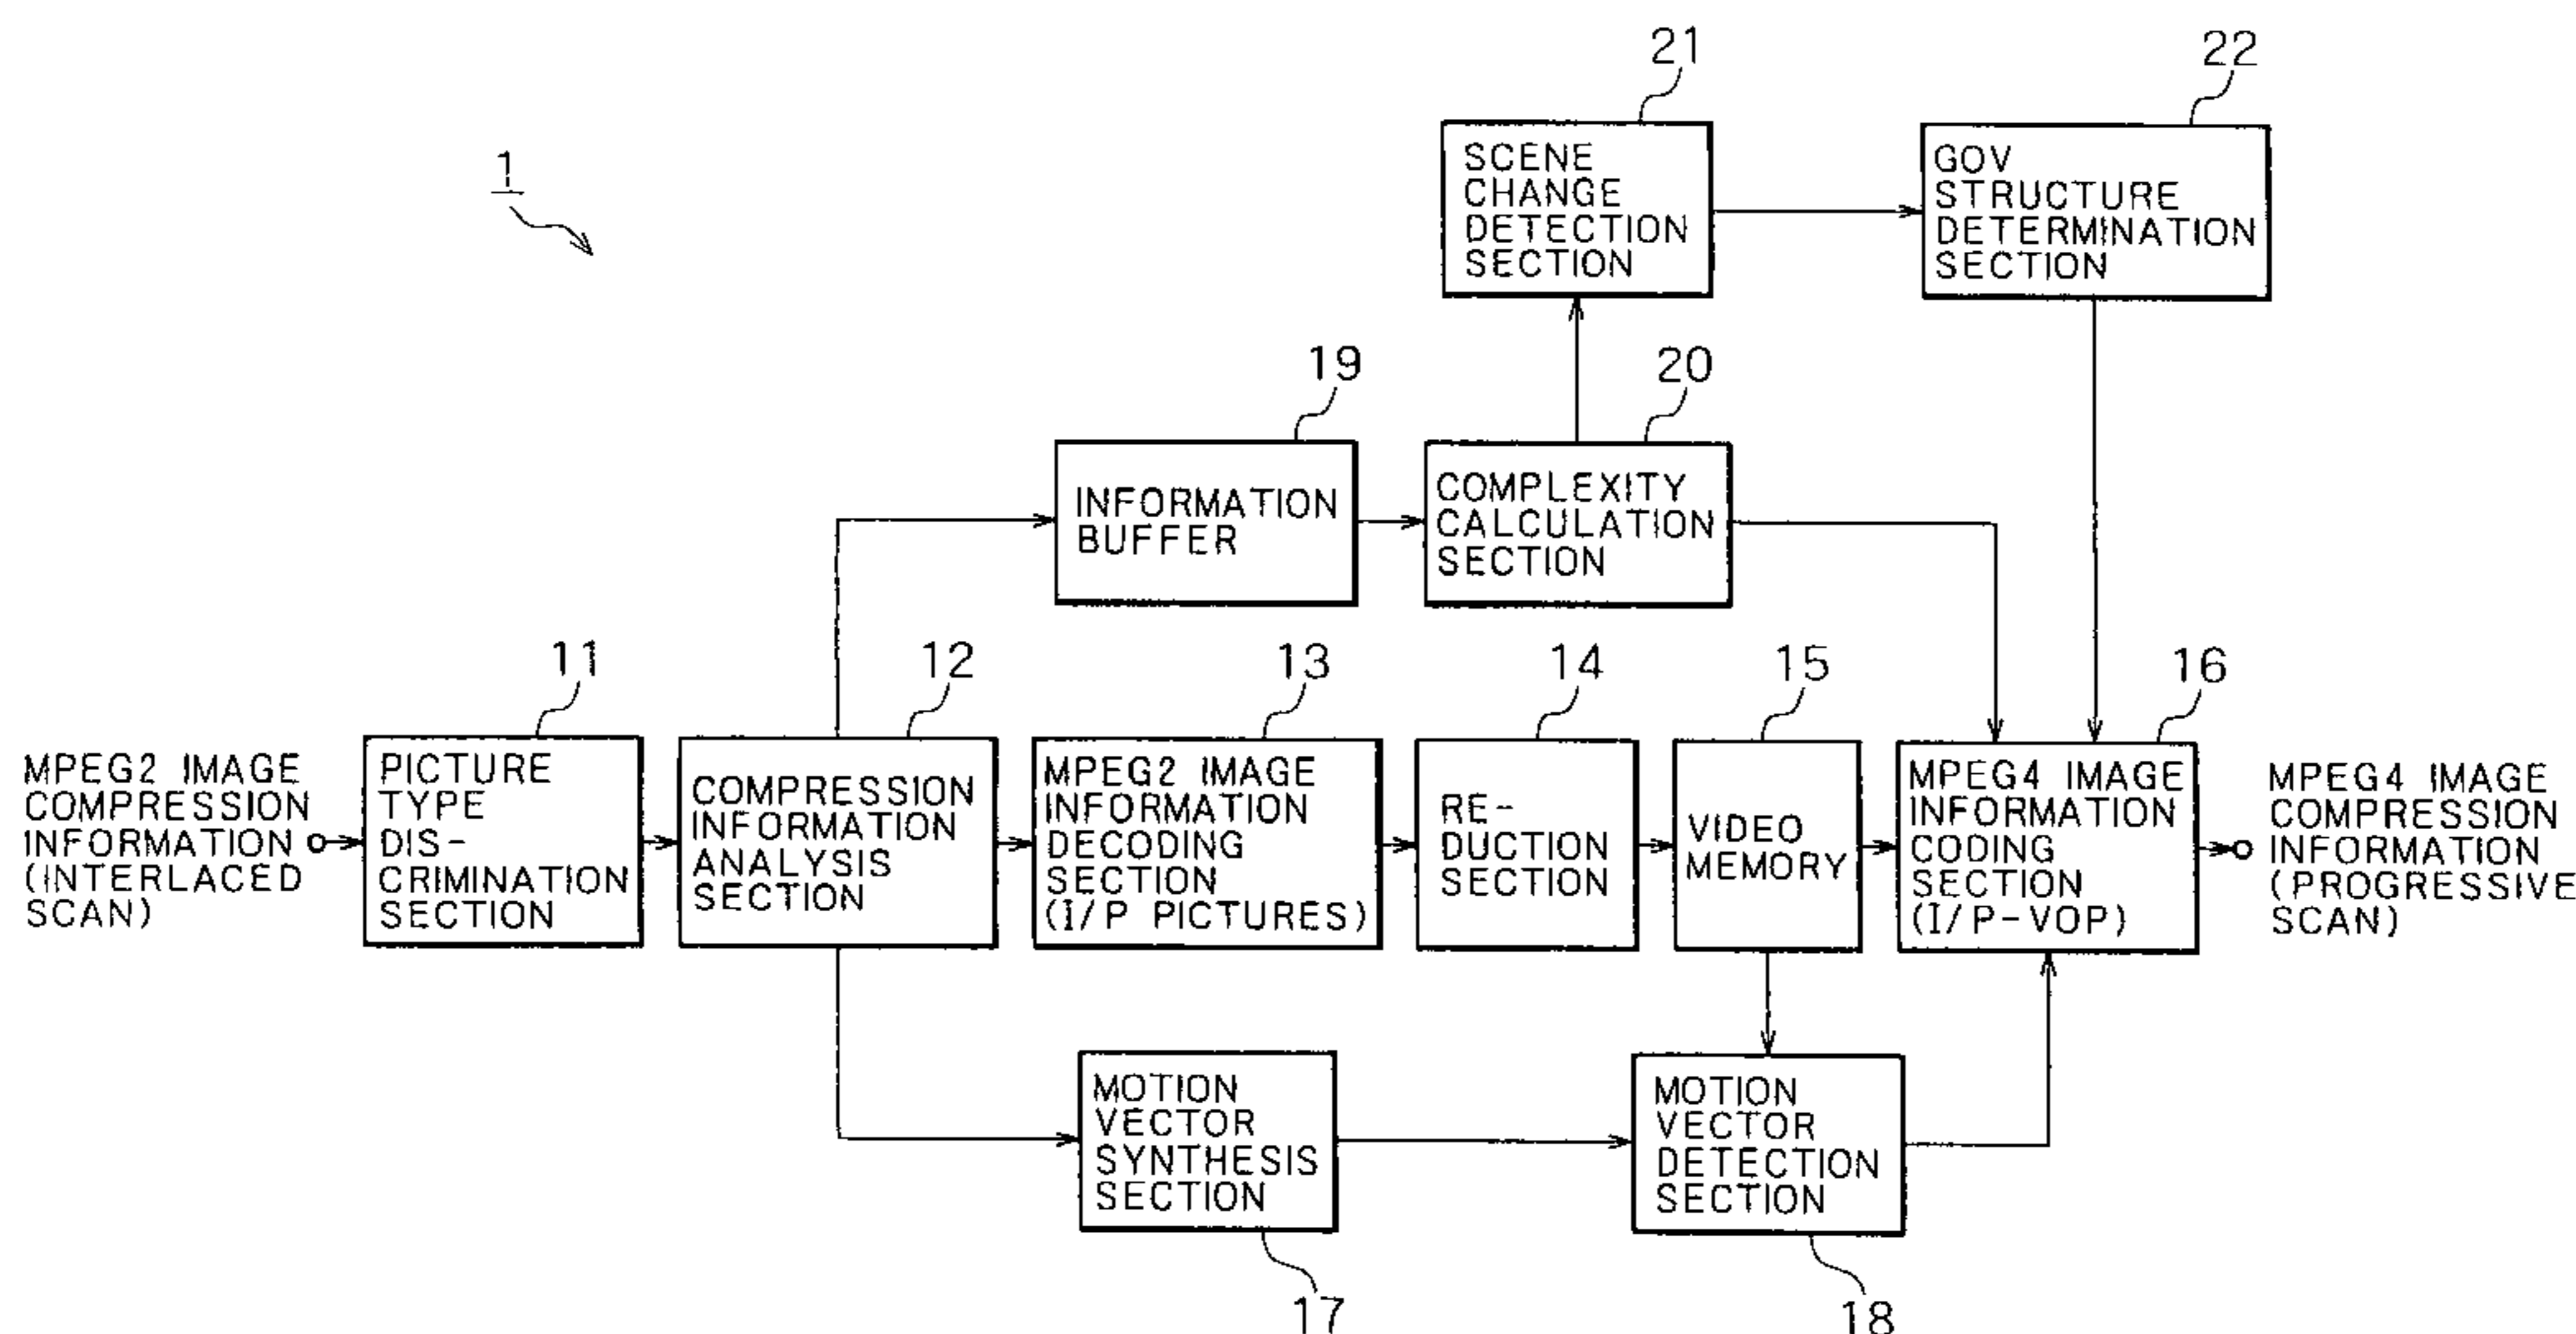 21
22
1
SCENE
CHANGE
DETECTION
SECTION
GOV
STRUCTURE
DETERMINATION
SECTION
19
20
INFORMATION
BUFFER
COMPLEXITY
CALCULATION
SECTION
11
12
13
14
15
16
MPEG2 IMAGE
COMPRESSION
INFORMATION
(INTERLACED
SCAN)
PICTURE
TYPE
DIS-
CRIMINATION
SECTION
COMPRESSION
INFORMATION
ANALYSIS
SECTION
MPEG2 IMAGE
INFORMATION
DECODING
SECTION
(I/P PICTURES)
RE-
DUCTION
SECTION
VIDEO
MEMORY
MPEG4 IMAGE
INFORMATION
CODING
SECTION
(I/P-VOP)
MPEG4 IMAGE
COMPRESSION
INFORMATION
(PROGRESSIVE
SCAN)
MOTION
VECTOR
SYNTHESIS
SECTION
MOTION
VECTOR
DETECTION
SECTION
17
18